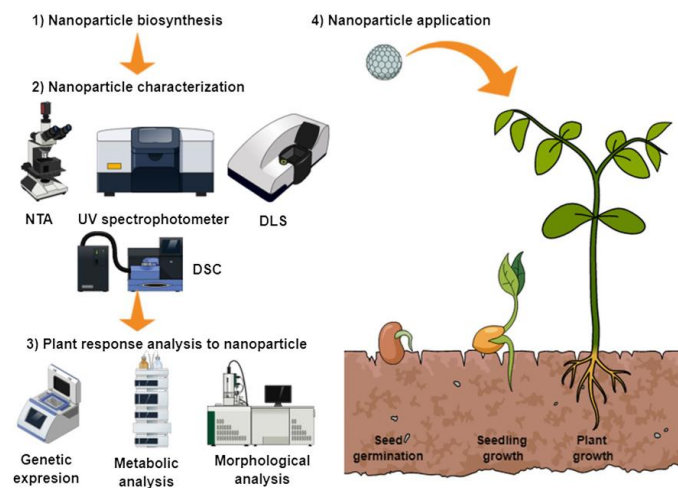 1) Nanoparticle biosynthesis
2) Nanoparticle characterization
NTA
UV spectrophotometer
DLS
DSC
3) Plant response analysis to nanoparticle
Genetic
expresion
Metabolic
analysis
Morphological
analysis
4) Nanoparticle application
Seed
germination
Seedling
growth
Plant
growth